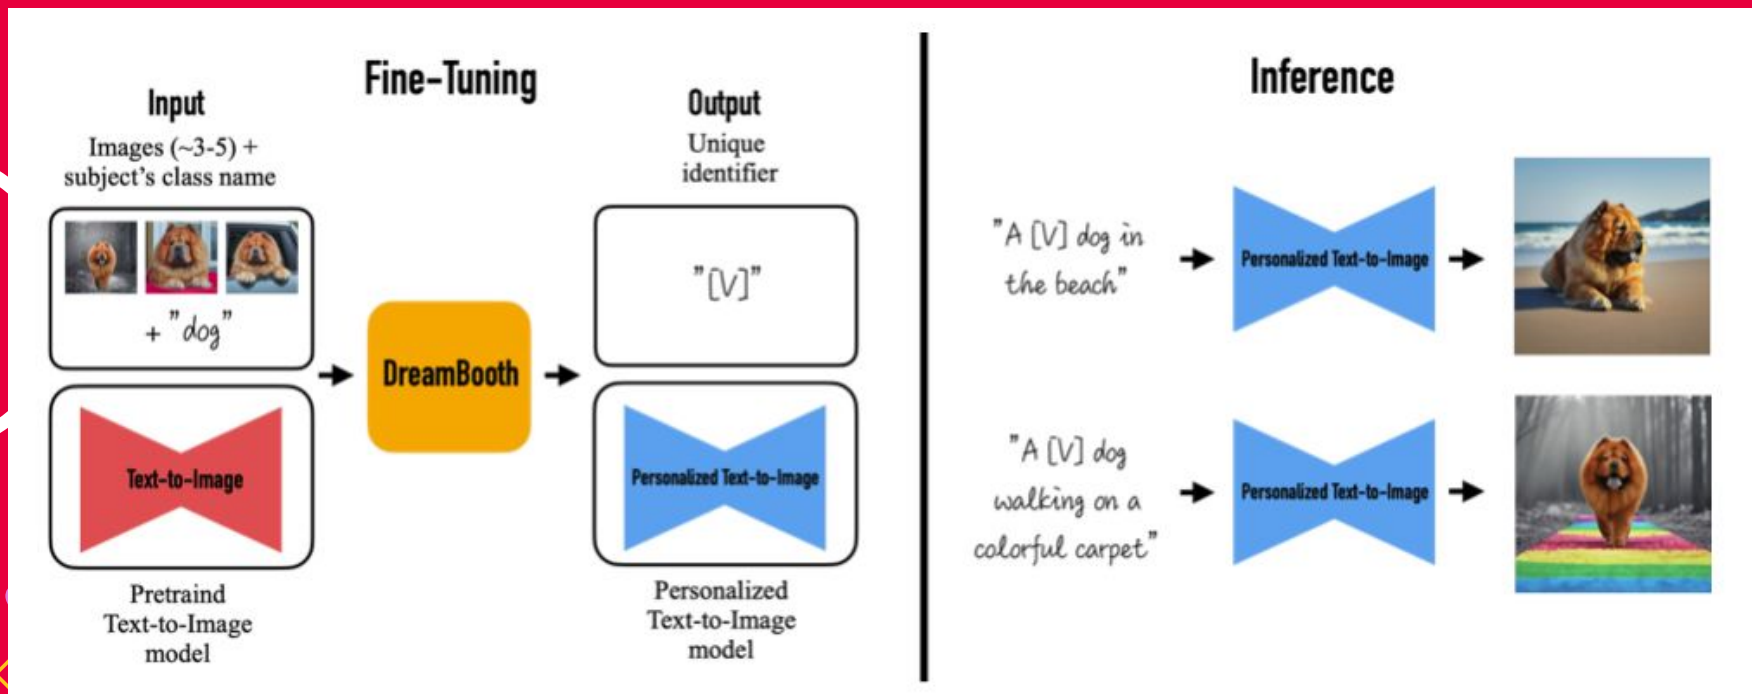 Fine-Tuning
Input
Images (~3-5) +
subject's class name
+ "dog"
Text-to-Image
Pretraind
Text-to-Image
model
DreamBooth
Output
Unique
identifier
"[V]"
Personalized Text-to-Image
Personalized
Text-to-Image
model
Inference
"A [V] dog in
the beach"
Personalized Text-to-Image
"A [V] dog
walking on a
colorful carpet"
Personalized Text-to-Image